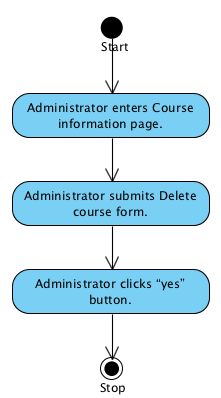 Start
Administrator enters Course
information page.
Administrator submits Delete
course form.
Administrator clicks “yes”
button.
Stop